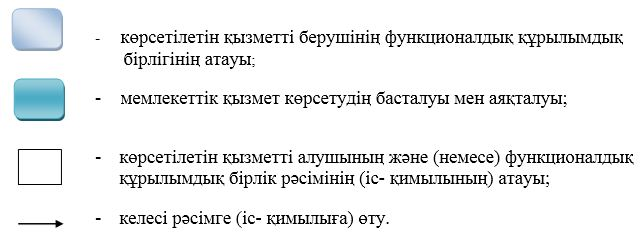 - көрсетілетін қызметті берушінің функционалдық құрылымдық
бірлігінің атауы;
- мемлекеттік қызмет көрсетудің басталуы мен аяқталуы;
- көрсетілетін қызметті алушының және (немесе) функционалдық
құрылымдық бірлік рәсімінің (іс- қимылының) атауы;
- келесі рәсімге (іс- қимылыға) өту.